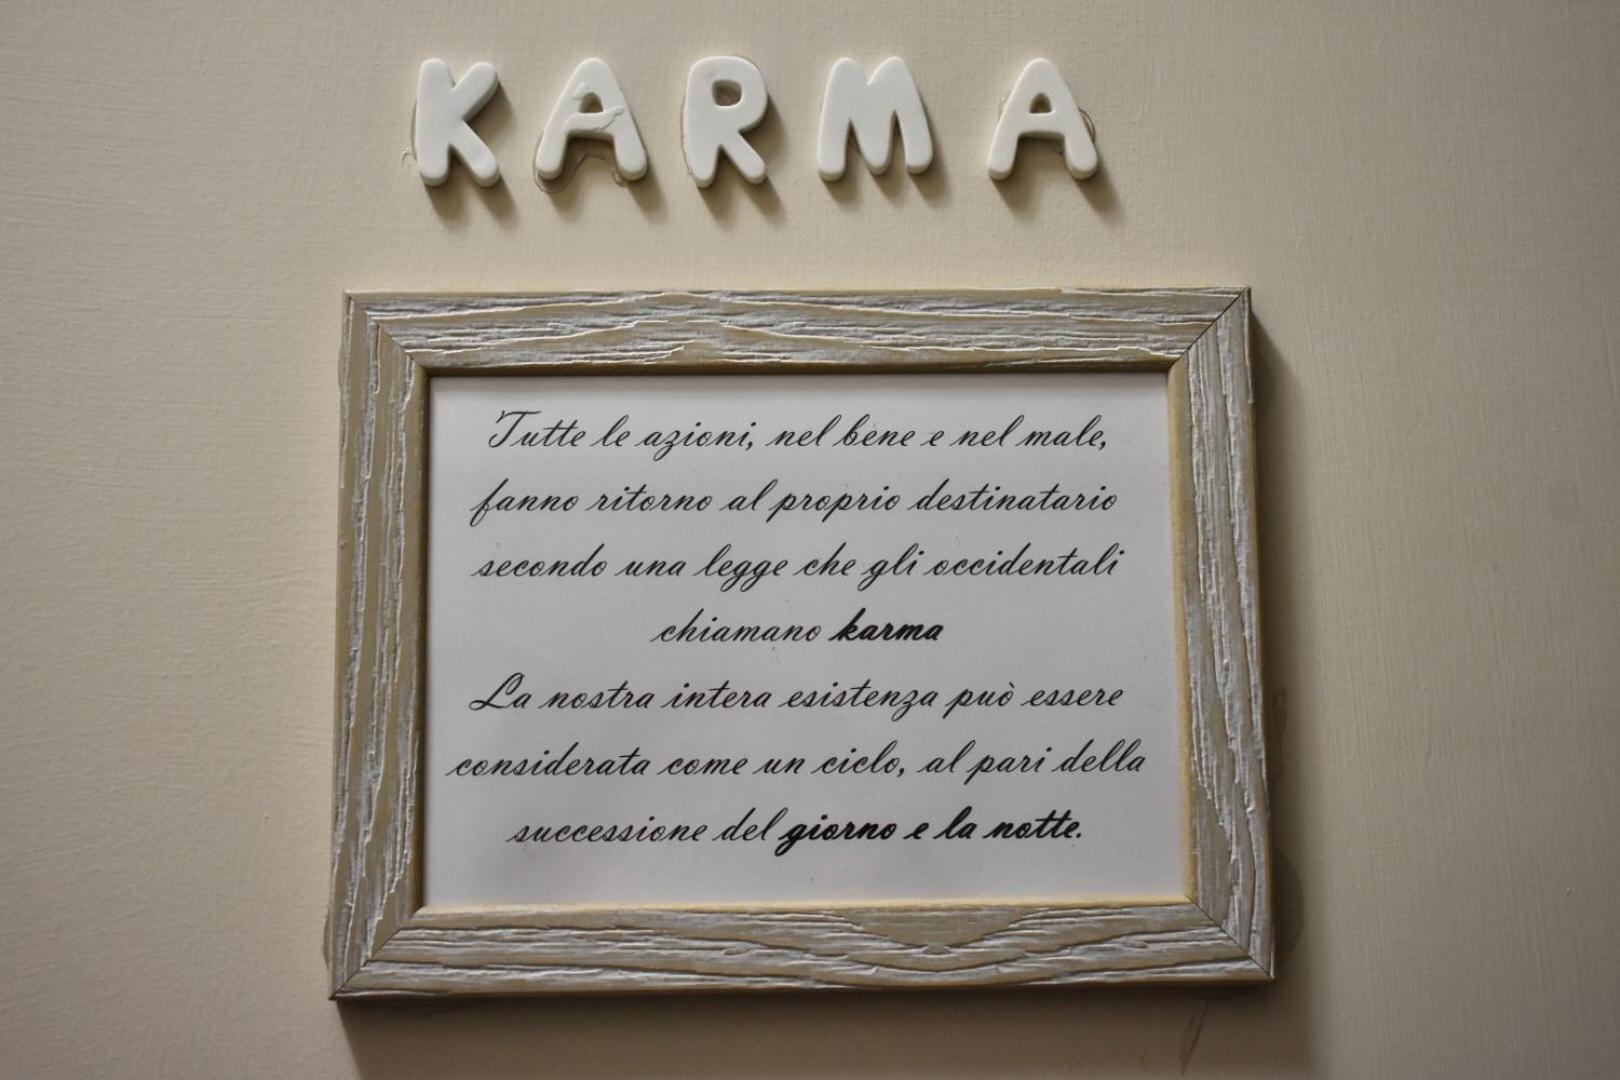 KARMA
Tutte le azioni, nel bene e nel male,
fanno ritorno al proprio destinatario
secondo una legge che gli occidentali
chiamano karma
La nostra intera esistenza può essere
considerata come un ciclo, al pari della
successione del giorno e la notte.